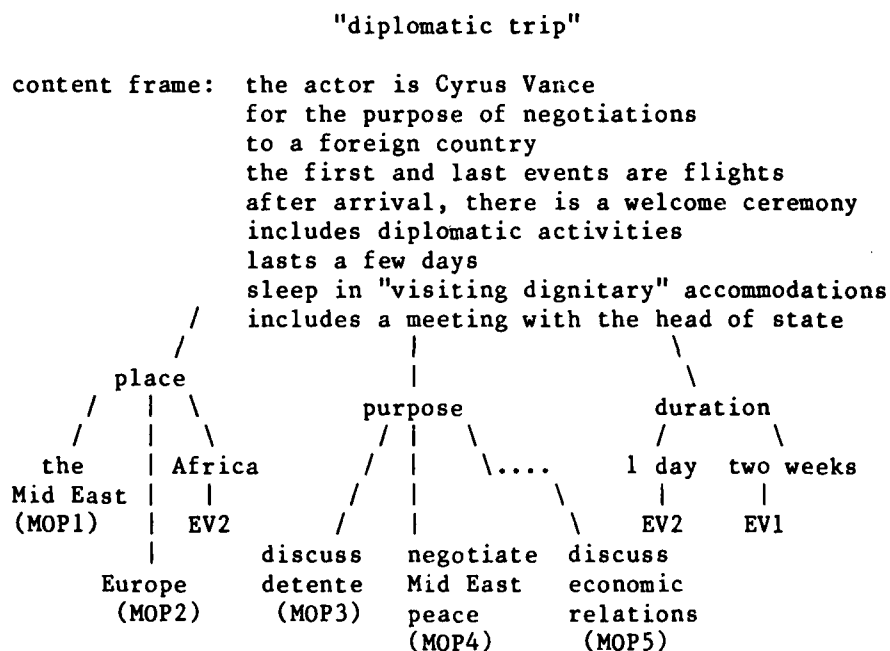 "diplomatic trip"
content frame: the actor is Cyrus Vance
for the purpose of negotiations
to a foreign country
the first and last events are flights
after arrival, there is a welcome ceremony
includes diplomatic activities
lasts a few days
sleep in "visiting dignitary" accommodations
includes a meeting with the head of state
place
purpose duration
the Africa \.... 1 day two weeks
Mid East
(MOP1) EV2 EV2 EV1
discuss negotiate discuss
Europe detente Mid East economic
(MOP2) (MOP3) peace relations
(MOP4) (MOP5)